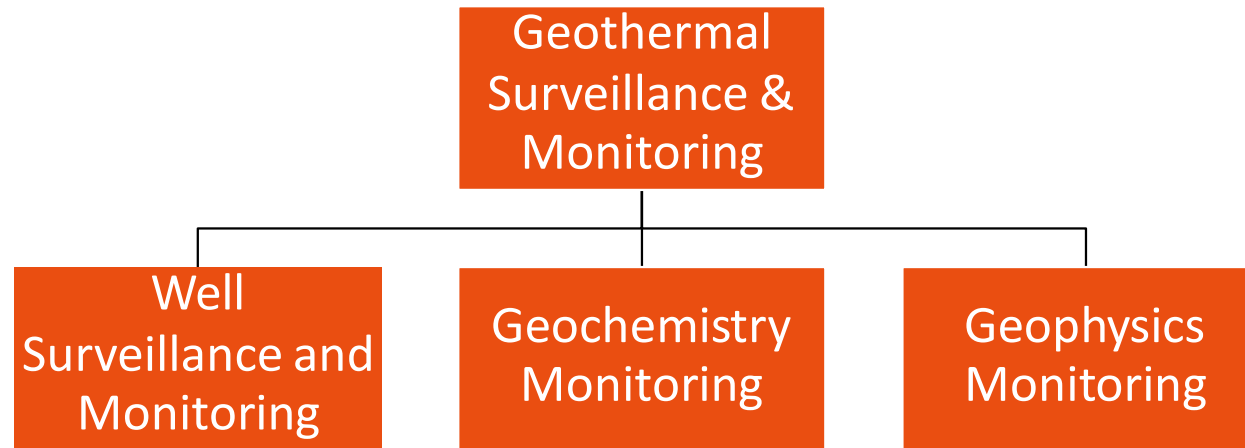 Geothermal
Surveillance &
Monitoring
Well
Surveillance and
Monitoring
Geochemistry
Monitoring
Geophysics
Monitoring